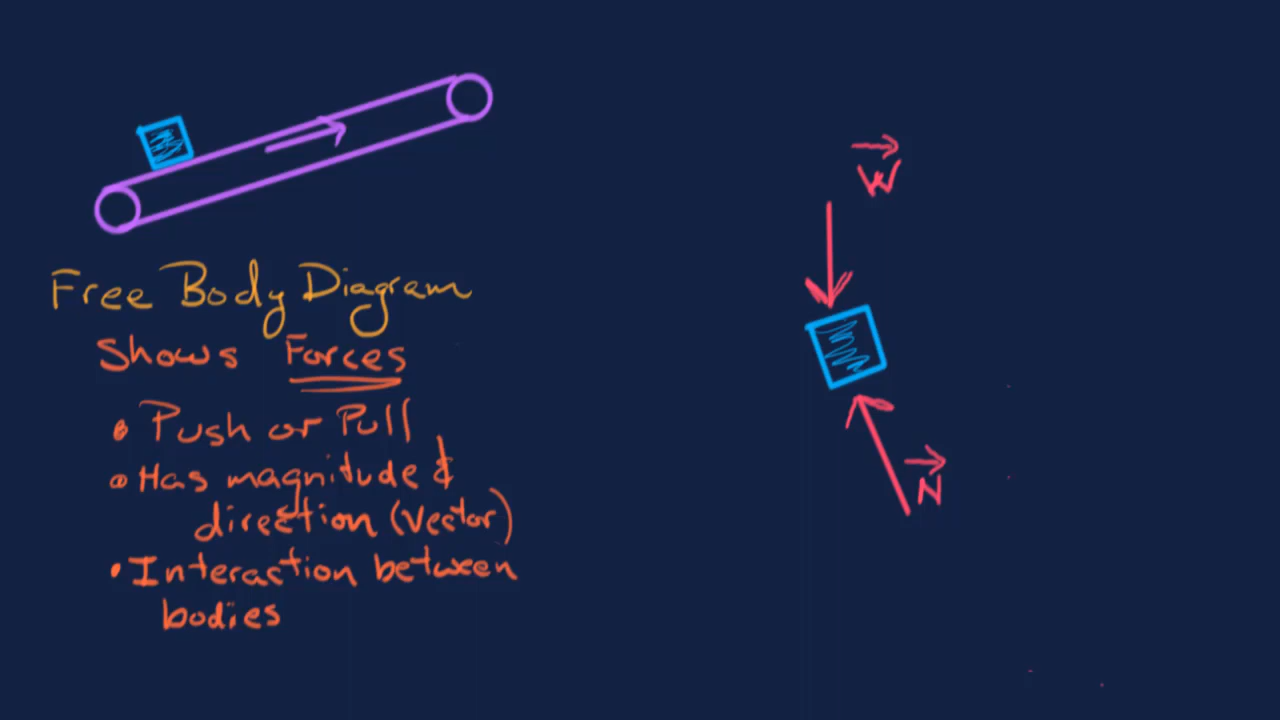 Free Body Diagram
Shows Forces
• Push or Pull
• Has magnitude &
direction (vector)
• Interaction between
bodies
W
N